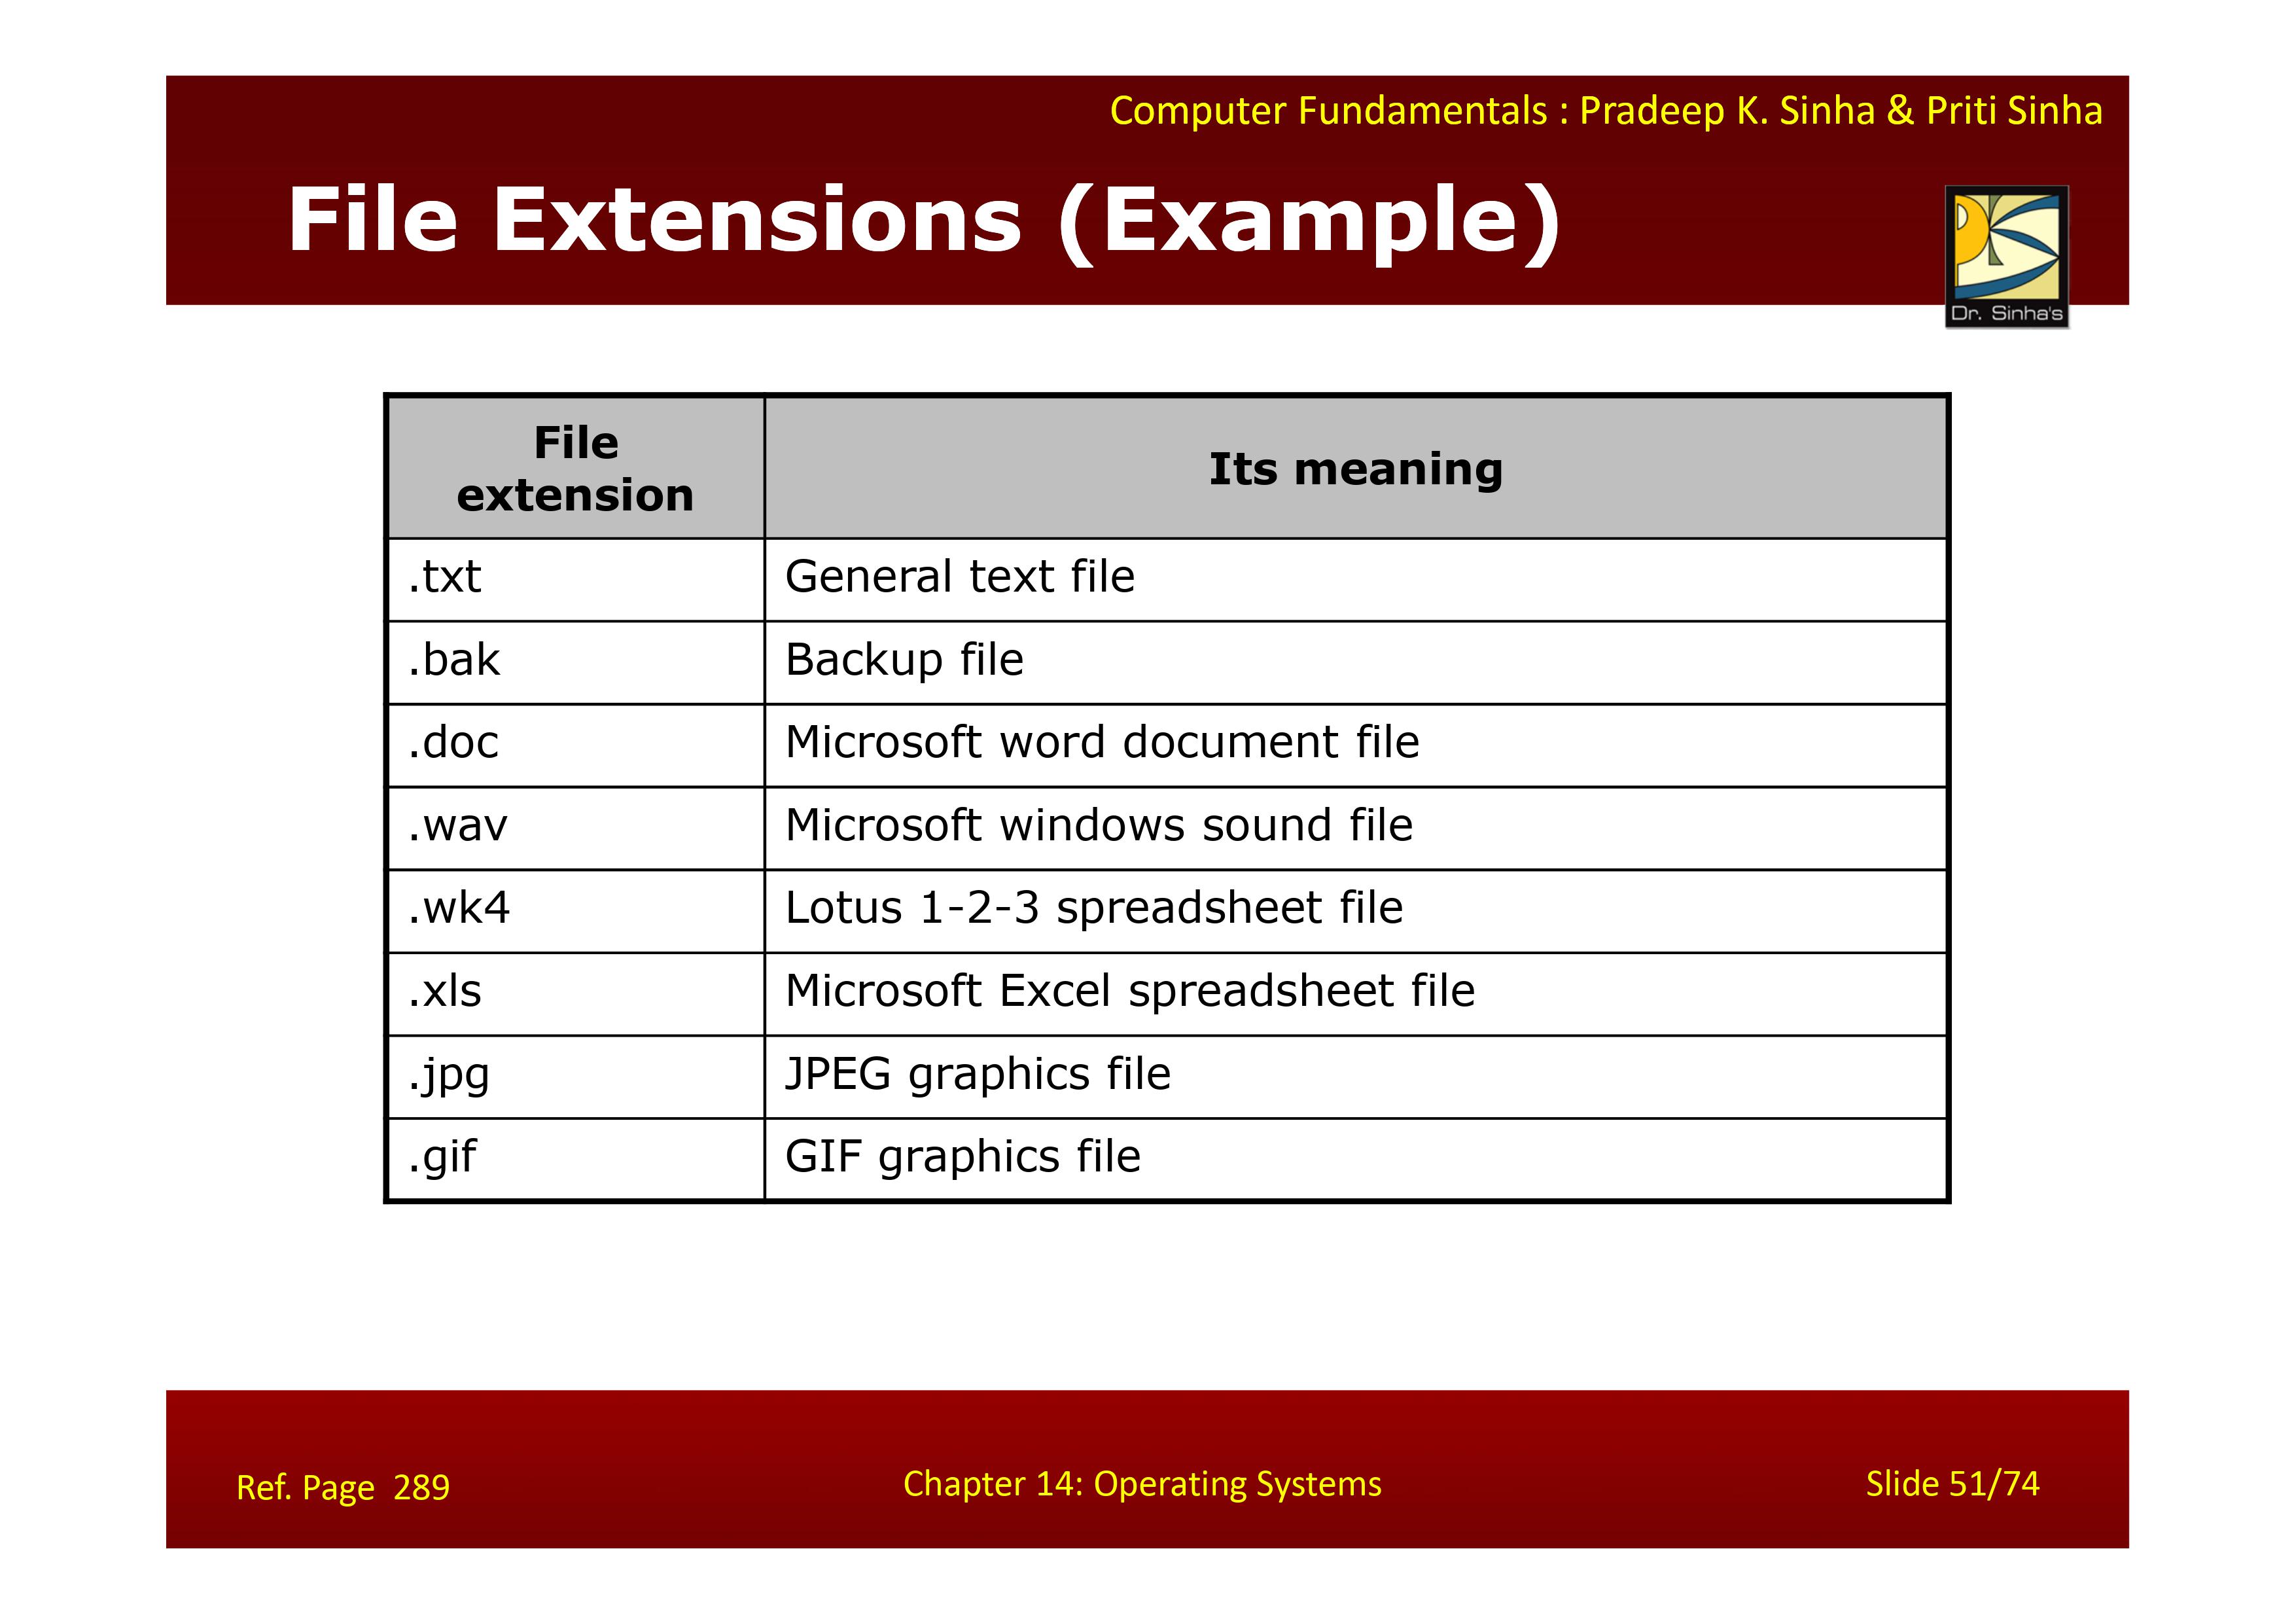 Computer Fundamentals : Pradeep K. Sinha & Priti Sinha
File Extensions (Example)
Dr. Sinha's
File
extension
Its meaning
.txt General text file
.bak Backup file
.doc Microsoft word document file
.wav Microsoft windows sound file
.wk4 Lotus 1-2-3 spreadsheet file
.xls Microsoft Excel spreadsheet file
.jpg JPEG graphics file
.gif GIF graphics file
Ref. Page 289
Chapter 14: Operating Systems
Slide 51/74